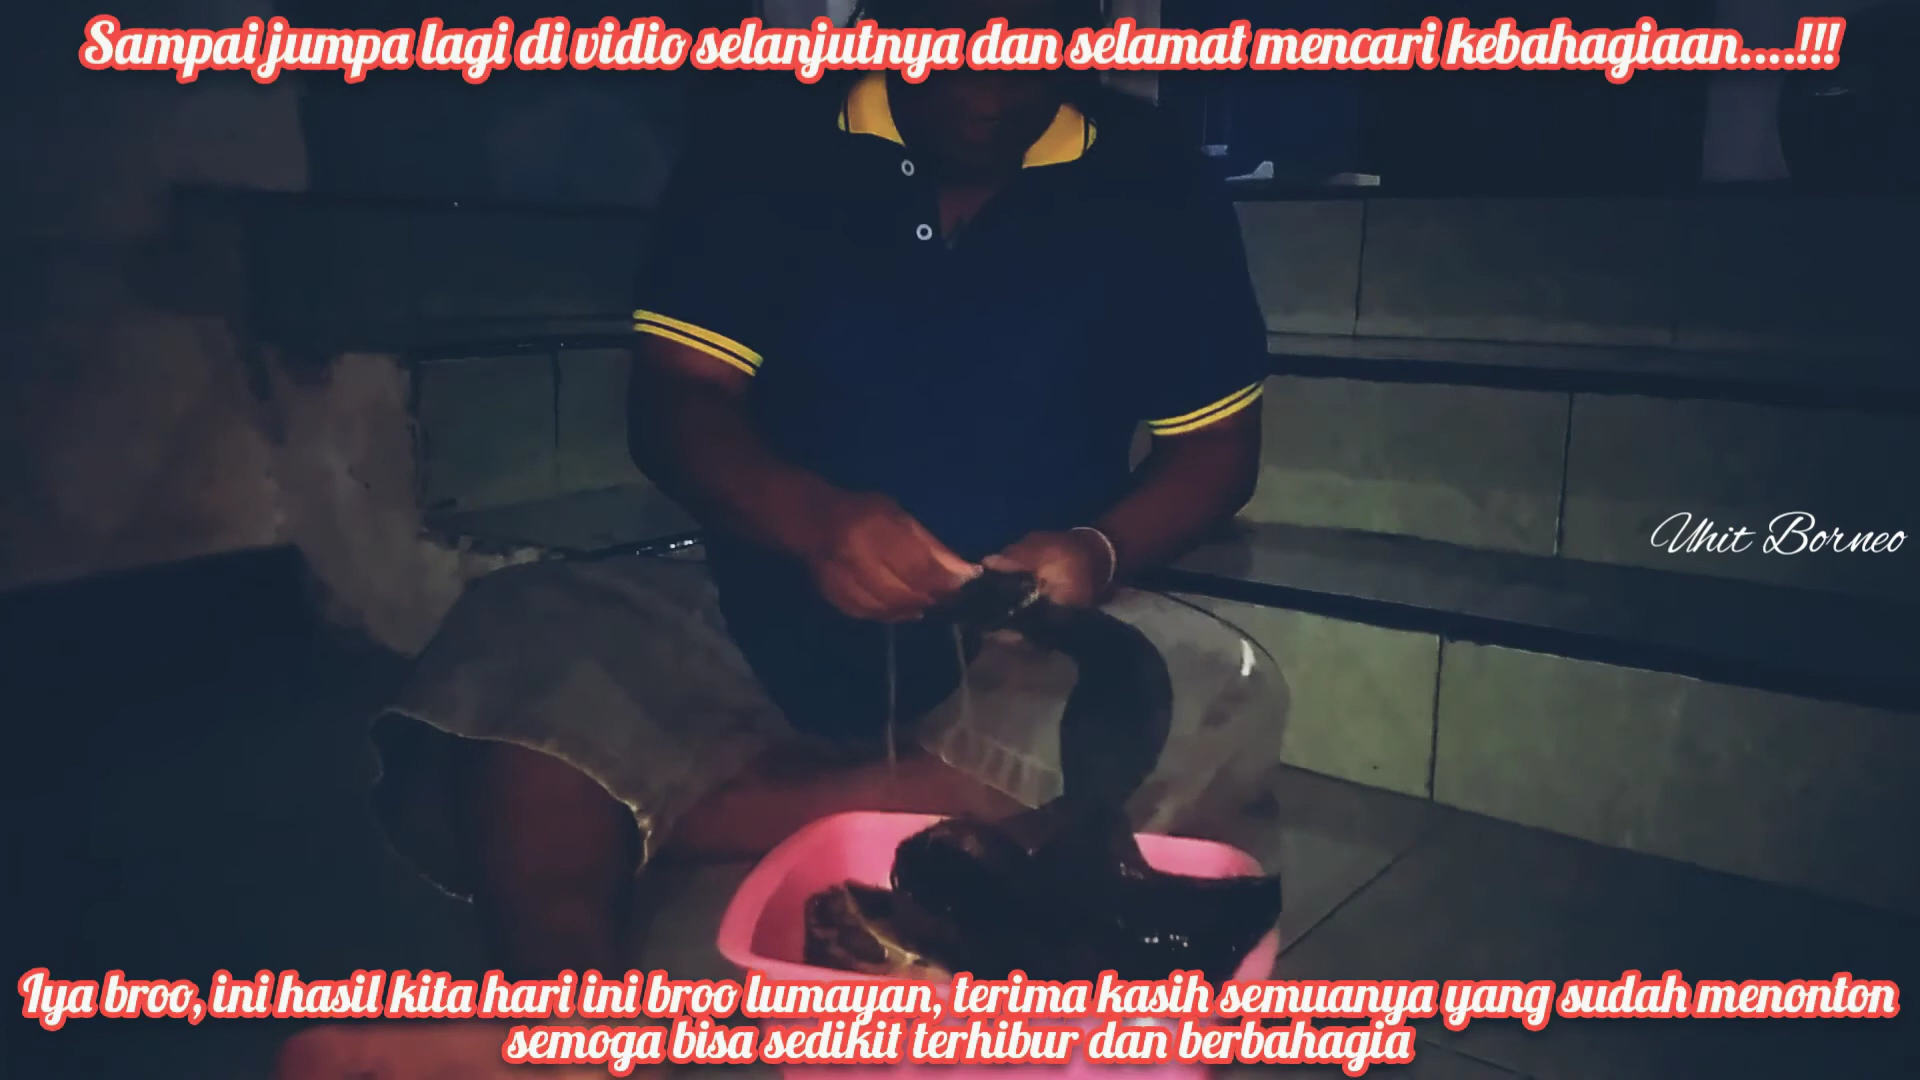 Sampai jumpa lagi di vidio selanjutnya dan selamat mencari kebahagiaan....!!!
Uhit Borneo
Iya broo, ini hasil kita hari ini broo lumayan, terima kasih semuanya yang sudah menonton
semoga bisa sedikit terhibur dan berbahagia